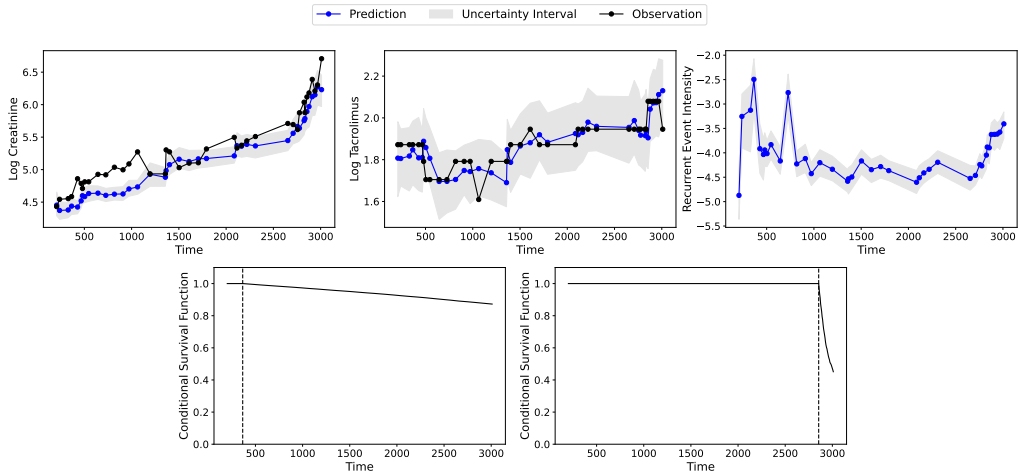 Prediction Uncertainty Interval Observation
Log Creatinine
6.5
6.0
5.5
5.0
4.5
500 1000 1500 2000 2500 3000
Time
Log Tacrolimus
2.2
2.0
1.8
1.6
500 1000 1500 2000 2500 3000
Time
Recurrent Event Intensity
−2.0
−2.5
−3.0
−3.5
−4.0
−4.5
−5.0
−5.5
500 1000 1500 2000 2500 3000
Time
Conditional Survival Function
1.0
0.8
0.6
0.4
0.2
0.0
500 1000 1500 2000 2500 3000
Time
Conditional Survival Function
1.0
0.8
0.6
0.4
0.2
0.0
500 1000 1500 2000 2500 3000
Time